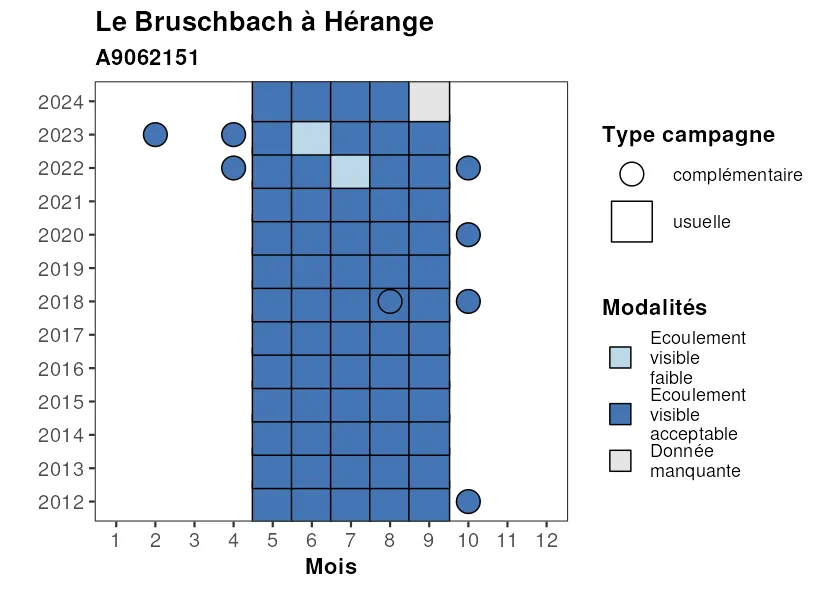 Le Bruschbach à Hérange
A9062151
2024
2023
2022
2021
2020
2019
2018
2017
2016
2015
2014
2013
2012
1 2 3 4 5 6 7 8 9 10 11 12
Mois
Type campagne
complémentaire
usuelle
Modalités
Ecoulement
visible
faible
Ecoulement
visible
acceptable
Donnée
manquante